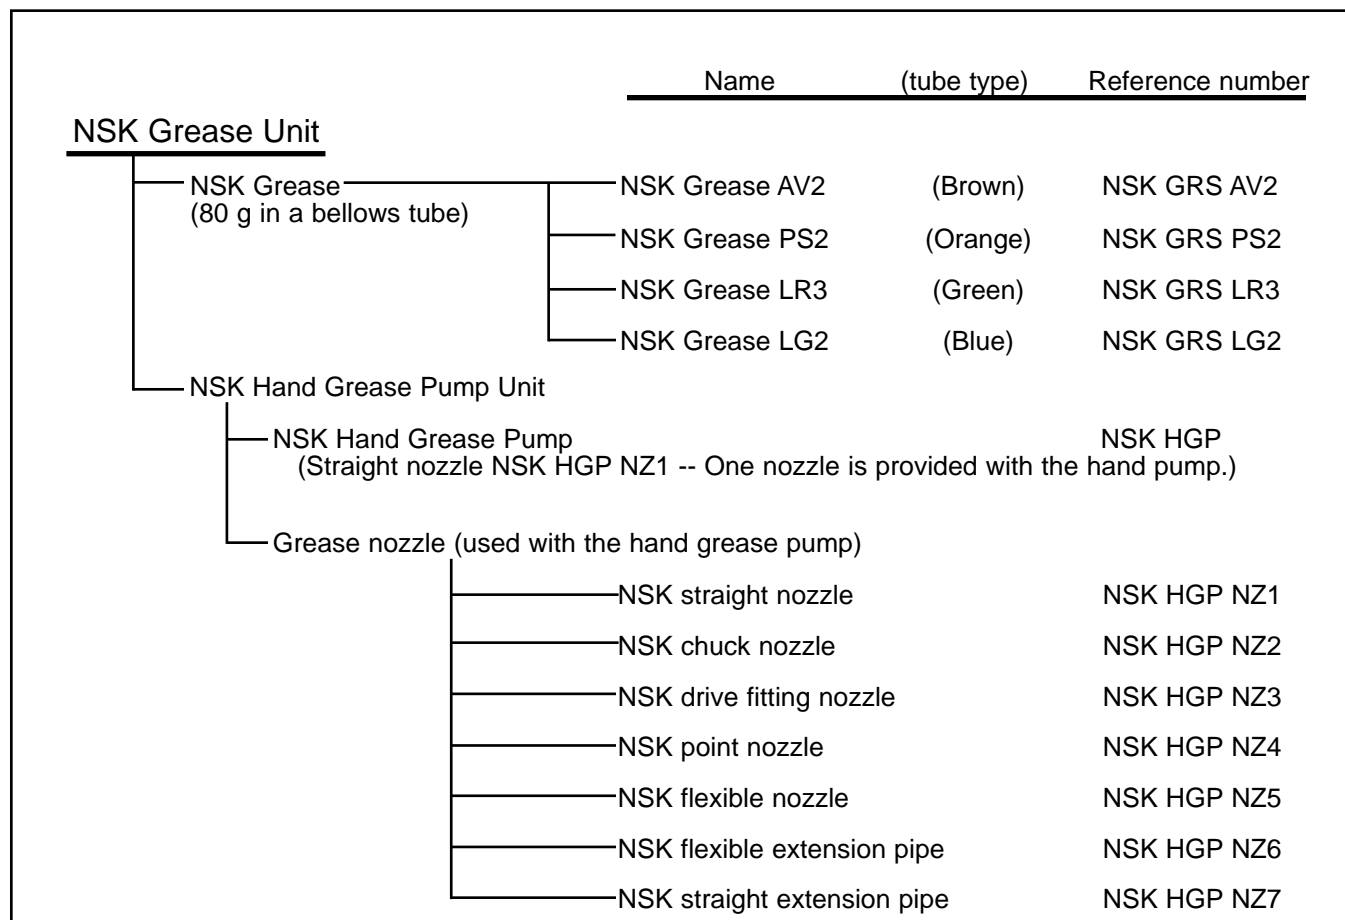 Name (tube type) Reference number
NSK Grease Unit
NSK Grease NSK Grease AV2 (Brown) NSK GRS AV2
(80 g in a bellows tube)
NSK Grease PS2 (Orange) NSK GRS PS2
NSK Grease LR3 (Green) NSK GRS LR3
NSK Grease LG2 (Blue) NSK GRS LG2
NSK Hand Grease Pump Unit
NSK Hand Grease Pump NSK HGP
(Straight nozzle NSK HGP NZ1 -- One nozzle is provided with the hand pump.)
Grease nozzle (used with the hand grease pump)
NSK straight nozzle NSK HGP NZ1
NSK chuck nozzle NSK HGP NZ2
NSK drive fitting nozzle NSK HGP NZ3
NSK point nozzle NSK HGP NZ4
NSK flexible nozzle NSK HGP NZ5
NSK flexible extension pipe NSK HGP NZ6
NSK straight extension pipe NSK HGP NZ7